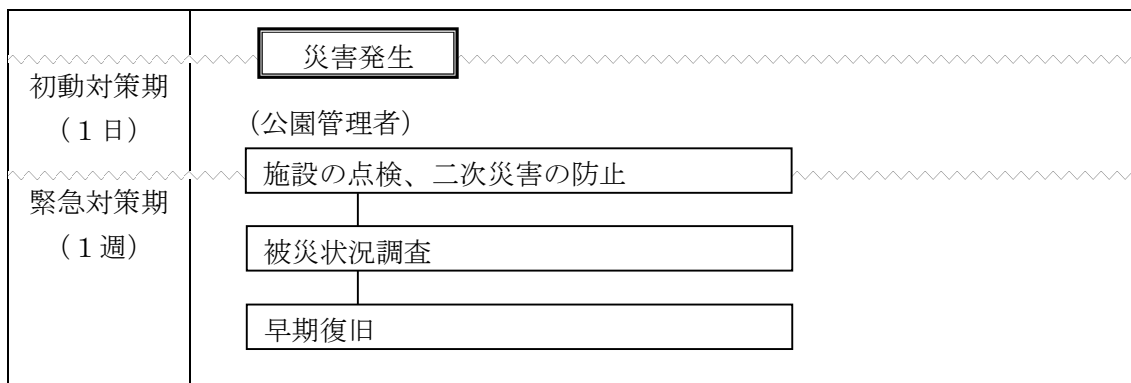 災害発生
初動対策期
（１日）
（公園管理者）
施設の点検、二次災害の防止
緊急対策期
（１週）
被災状況調査
早期復旧